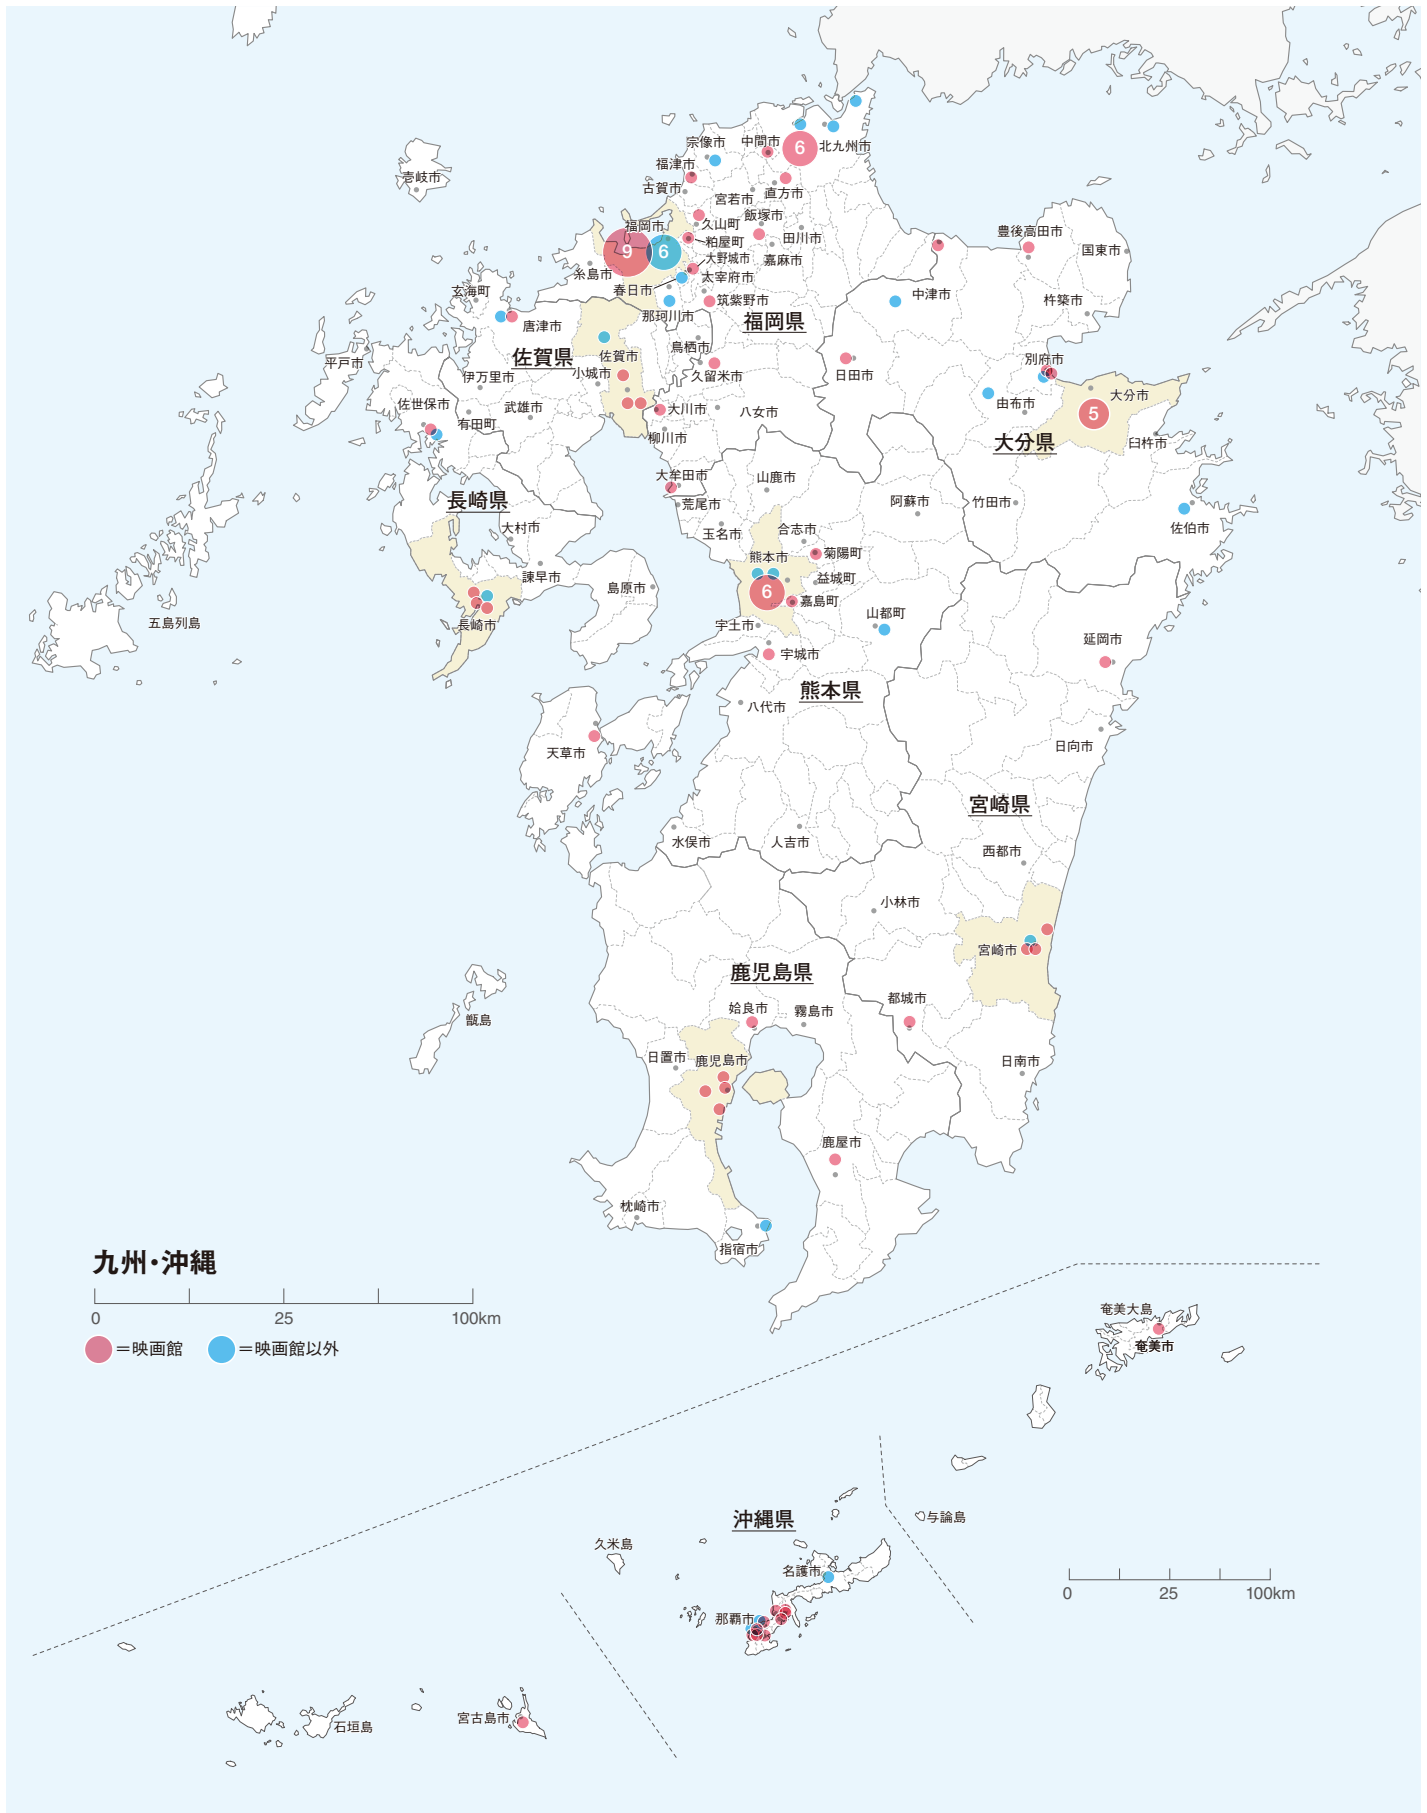 宗像市
中間市
6
北九州市
福津市
壱岐市
古賀市
宮若市
直方市
飯塚市
福岡市
久山町
豊後高田市
粕屋町
田川市
国東市
9
6
大野城市
嘉麻市
糸島市
太宰府市
玄海町
春日市
中津市
杵築市
筑紫野市
那珂川市
福岡県
唐津市
鳥栖市
佐賀県
佐賀市
別府市
平戸市
小城市
久留米市
日田市
伊万里市
大分市
佐世保市
武雄市
大川市
八女市
由布市
5
有田町
柳川市
大分県
臼杵市
大牟田市
山鹿市
長崎県
荒尾市
阿蘇市
竹田市
大村市
玉名市
合志市
佐伯市
熊本市
菊陽町
諫早市
益城町
島原市
6
嘉島町
五島列島
長崎市
宇土市
山都町
延岡市
宇城市
熊本県
八代市
天草市
日向市
宮崎県
水俣市
人吉市
西都市
小林市
宮崎市
鹿児島県
都城市
姶良市
霧島市
甑島
日置市
鹿児島市
日南市
鹿屋市
枕崎市
指宿市
九州・沖縄
0
25
100km
＝映画館
＝映画館以外
奄美大島
奄美市
沖縄県
与論島
久米島
名護市
0
25
100km
那覇市
宮古島市
石垣島